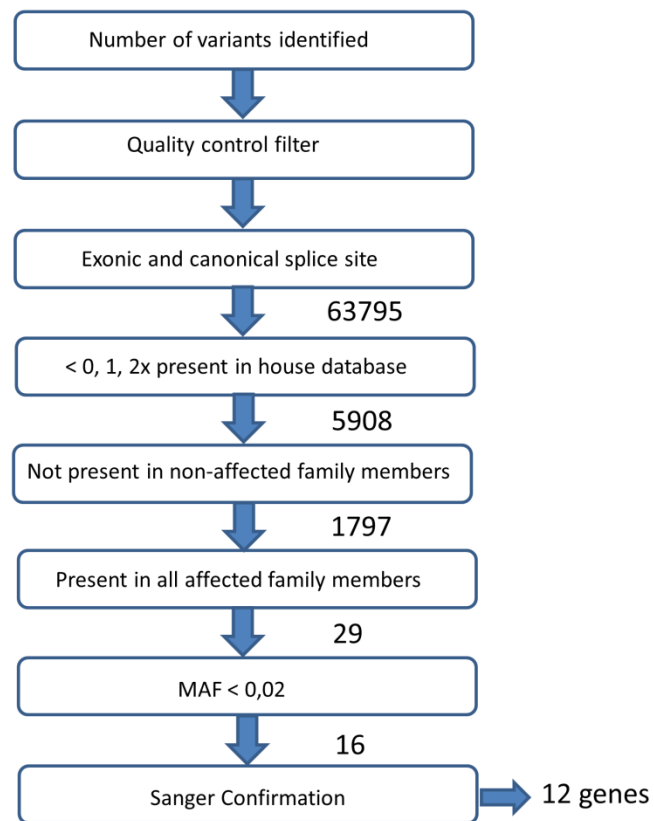 Number of variants identified
Quality control filter
Exonic and canonical splice site
63795
< 0, 1, 2x present in house database
5908
Not present in non-affected family members
1797
Present in all affected family members
29
MAF < 0,02
16
Sanger Confirmation
12 genes